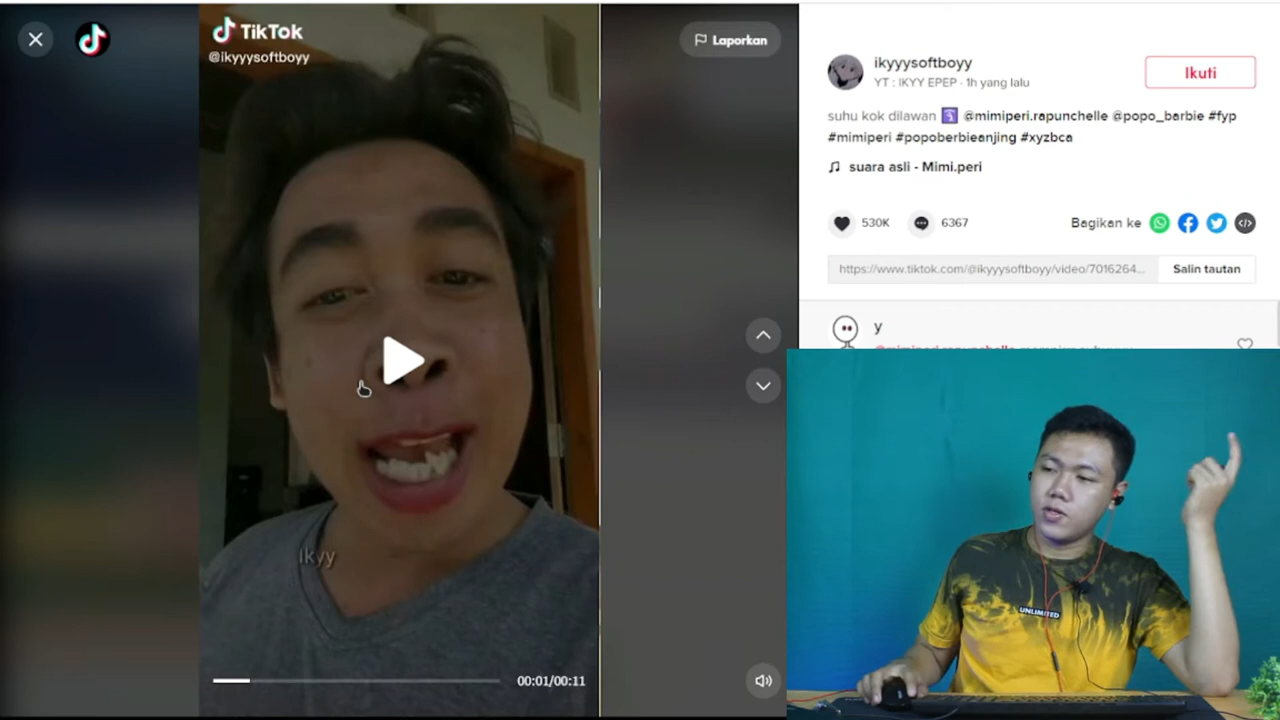 TikTok
@ikyyysoftboyy
Laporkan
Ikyy
00:01/00:11
ikyyysoftboyy
YT : IKYY EPEP · 1h yang lalu
Ikuti
suhu kok dilawan @mimiperi.rapunchelle @popo_barbie #fyp
#mimiperi #popoberbieanjing #xyzbca
suara asli - Mimi.peri
530K
6367
Bagikan ke
https://www.tiktok.com/@ikyyysoftboyy/video/7016264...
Salin tautan
y
UNLIMITED